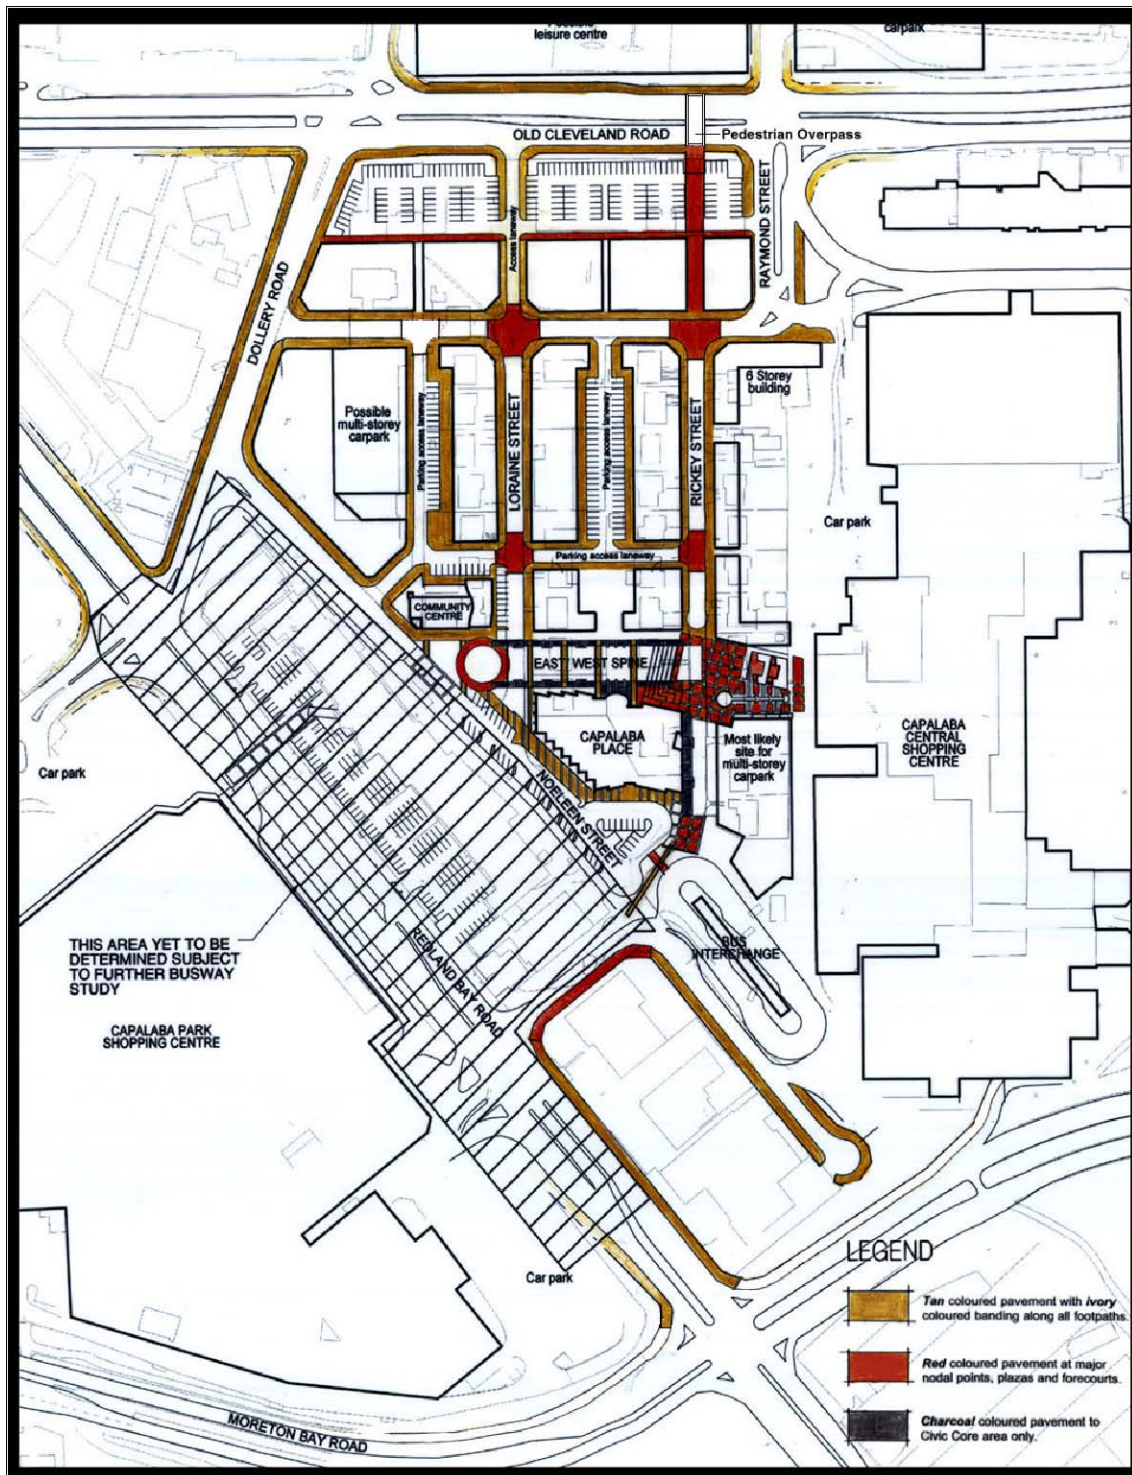 leisure centre
carpark
OLD CLEVELAND ROAD
Pedestrian Overpass
RAYMOND STREET
Access laneway
DOLLERY ROAD
Car park
6 Storey
building
Possible
multi-storey
carpark
Parking access laneway
LORAINE STREET
Parking access laneway
RICKEY STREET
Car park
Parking access laneway
COMMUNITY
CENTRE
EAST WEST SPINE
CAPALABA
PLACE
Most likely
site for
multi-storey
carpark
CAPALABA
CENTRAL
SHOPPING
CENTRE
Car park
NOELEEN STREET
THIS AREA YET TO BE
DETERMINED SUBJECT
TO FURTHER BUSWAY
STUDY
REDLAND BAY ROAD
BUS
INTERCHANGE
CAPALABA PARK
SHOPPING CENTRE
Car park
LEGEND
Tan coloured pavement with ivory
coloured banding along all footpaths.
Red coloured pavement at major
nodal points, plazas and forecourts.
Charcoal coloured pavement to
Civic Core area only.
MORETON BAY ROAD